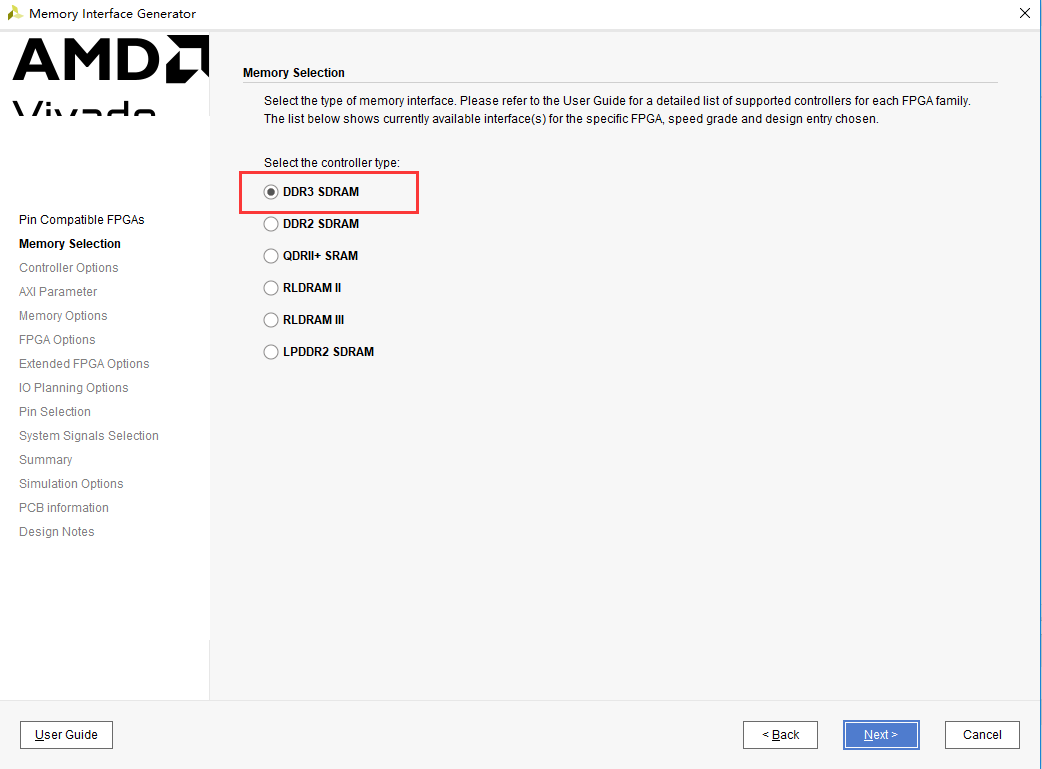 Memory Interface Generator
AMD
Vivado
Pin Compatible FPGAs
Memory Selection
Controller Options
AXI Parameter
Memory Options
FPGA Options
Extended FPGA Options
IO Planning Options
Pin Selection
System Signals Selection
Summary
Simulation Options
PCB information
Design Notes
Memory Selection
Select the type of memory interface. Please refer to the User Guide for a detailed list of supported controllers for each FPGA family.
The list below shows currently available interface(s) for the specific FPGA, speed grade and design entry chosen.
Select the controller type:
DDR3 SDRAM
DDR2 SDRAM
QDRII+ SRAM
RLDRAM II
RLDRAM III
LPDDR2 SDRAM
User Guide
< Back
Next >
Cancel